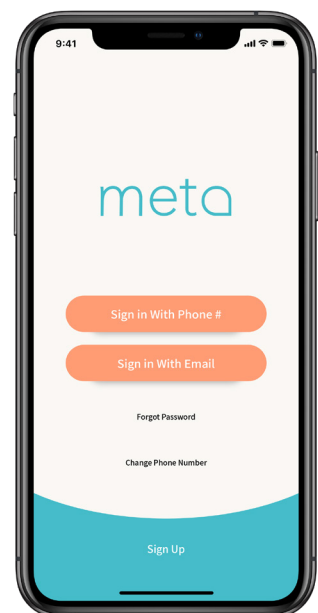 9:41
meta
Sign in With Phone #
Sign in With Email
Forgot Password
Change Phone Number
Sign Up